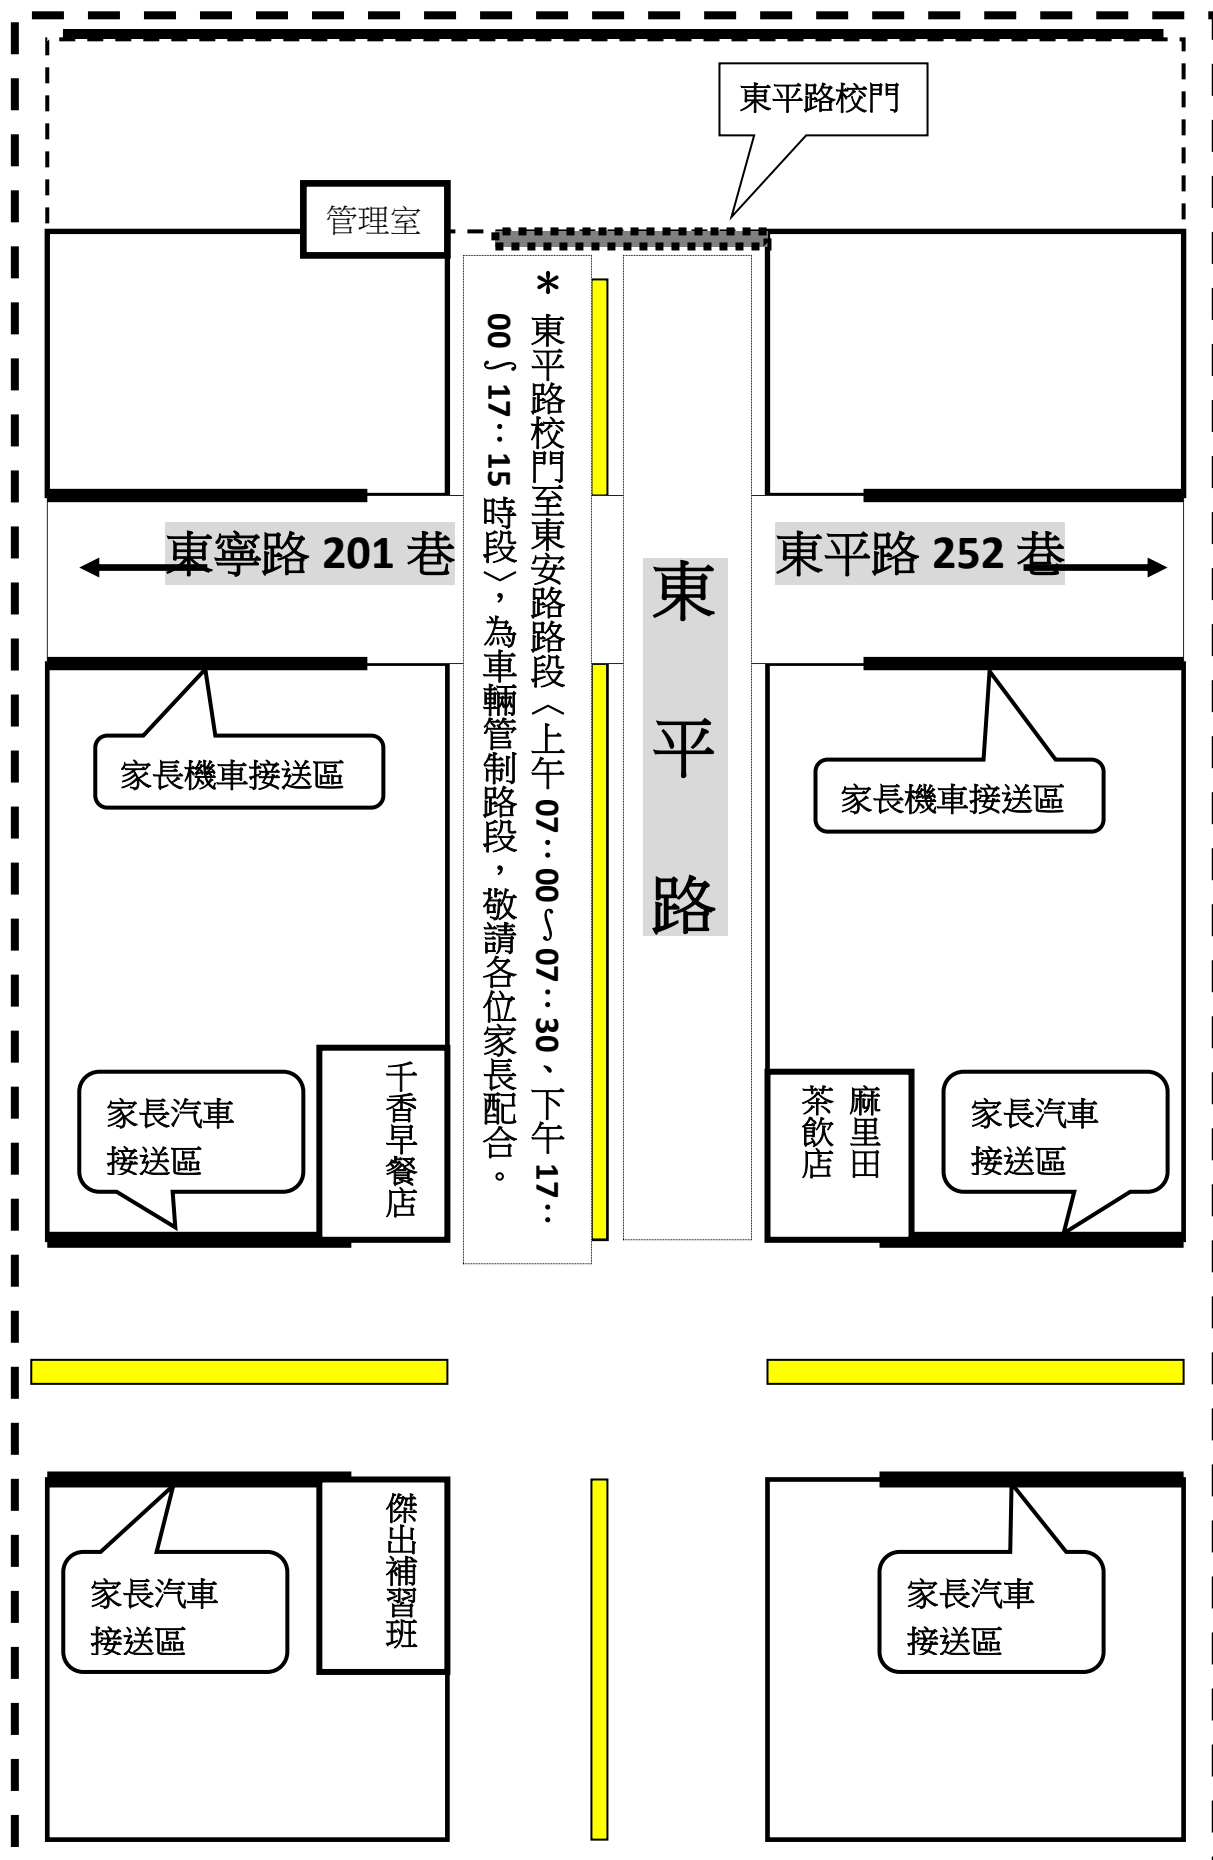 東平路校門
管理室
＊東平路校門至東安路路段〈上午07：00～07：30、下午17：
00～17：15時段〉，為車輛管制路段，敬請各位家長配合。
東寧路 201 巷
東平路
東平路 252 巷
家長機車接送區
家長機車接送區
家長汽車
接送區
千香早餐店
麻里田
茶飲店
家長汽車
接送區
家長汽車
接送區
傑出補習班
家長汽車
接送區